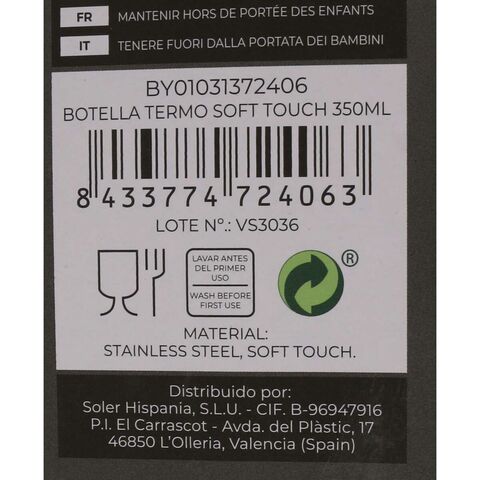 FR MANTENIR HORS DE PORTÉE DES ENFANTS
IT TENERE FUORI DALLA PORTATA DEI BAMBINI
BY01031372406
BOTELLA TERMO SOFT TOUCH 350ML
8 433774 724063
LOTE Nº.: VS3036
LAVAR ANTES
DEL PRIMER
USO
WASH BEFORE
FIRST USE
®
MATERIAL:
STAINLESS STEEL, SOFT TOUCH.
Distribuido por:
Soler Hispania, S.L.U. - CIF. B-96947916
P.I. El Carrascot - Avda. del Plàstic, 17
46850 L'Olleria, Valencia (Spain)